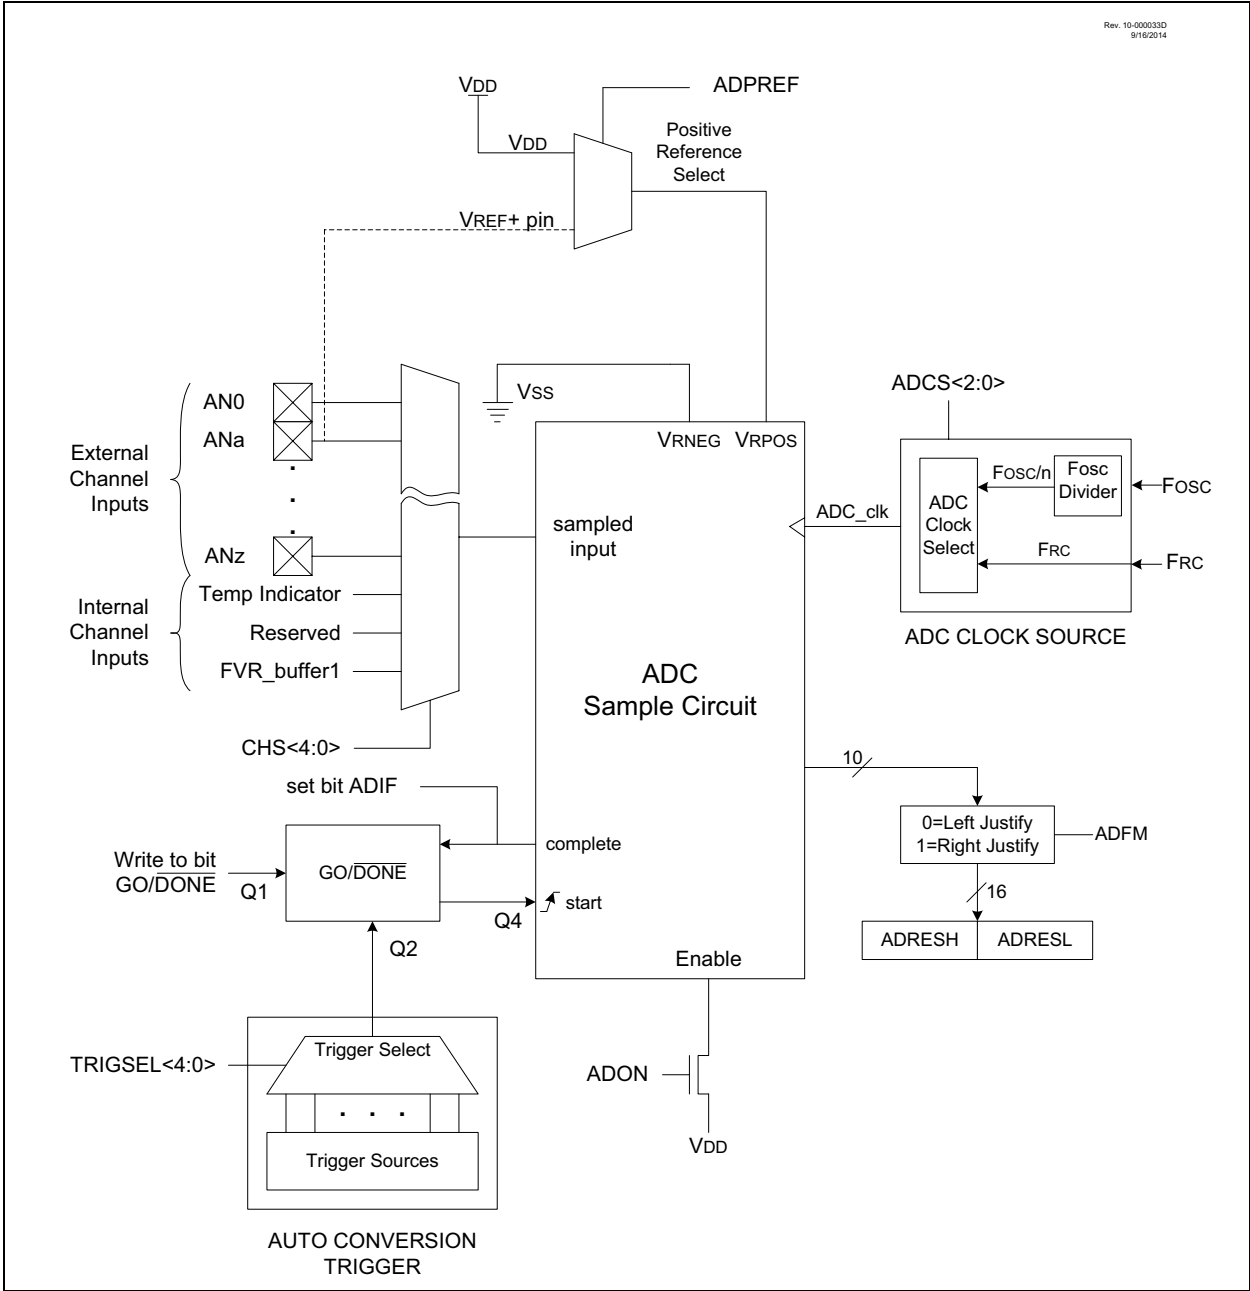 Rev. 10-000033D
9/16/2014
VDD
ADPREF
VDD
Positive
Reference
Select
VREF+ pin
VSS
ADCS<2:0>
AN0
ANa
External
Channel
Inputs
.
.
.
ANz
VRNEG VRPOS
sampled
input
ADC_clk
ADC
Clock
Select
FOSC/n
Fosc
Divider
FOSC
FRC
FRC
ADC CLOCK SOURCE
Internal
Channel
Inputs
Temp Indicator
Reserved
FVR_buffer1
ADC
Sample Circuit
CHS<4:0>
set bit ADIF
10
0=Left Justify
1=Right Justify
ADFM
16
ADRESH ADRESL
Write to bit
GO/DONE
Q1
GO/DONE
complete
Q4
start
Q2
Enable
TRIGSEL<4:0>
Trigger Select
. . .
Trigger Sources
ADON
VDD
AUTO CONVERSION
TRIGGER